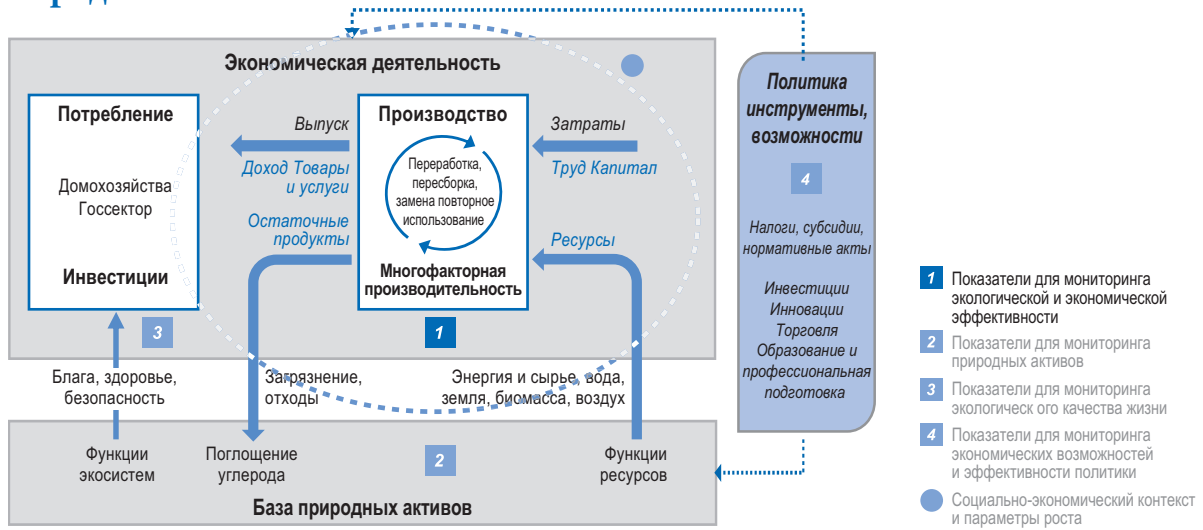 Экономическая деятельность
Потребление
Домохозяйства
Госсектор
Инвестиции
3
Выпуск
Доход Товары
и услуги
Остаточные
продукты
Производство
Переработка,
пересборка,
замена повторное
использование
Многофакторная
производительность
1
Затраты
Труд Капитал
Ресурсы
Блага, здоровье,
безопасность
Загрязнение,
отходы
Энергия и сырье, вода,
земля, биомасса, воздух
Функции
экосистем
Поглощение
углерода
2
Функции
ресурсов
База природных активов
Политика
инструменты,
возможности
4
Налоги, субсидии,
нормативные акты
Инвестиции
Инновации
Торговля
Образование и
профессиональная
подготовка
1 Показатели для мониторинга
экологической и экономической
эффективности
2 Показатели для мониторинга
природных активов
3 Показатели для мониторинга
экологическ ого качества жизни
4 Показатели для мониторинга
экономических возможностей
и эффективности политики
Социально-экономический контекст
и параметры роста